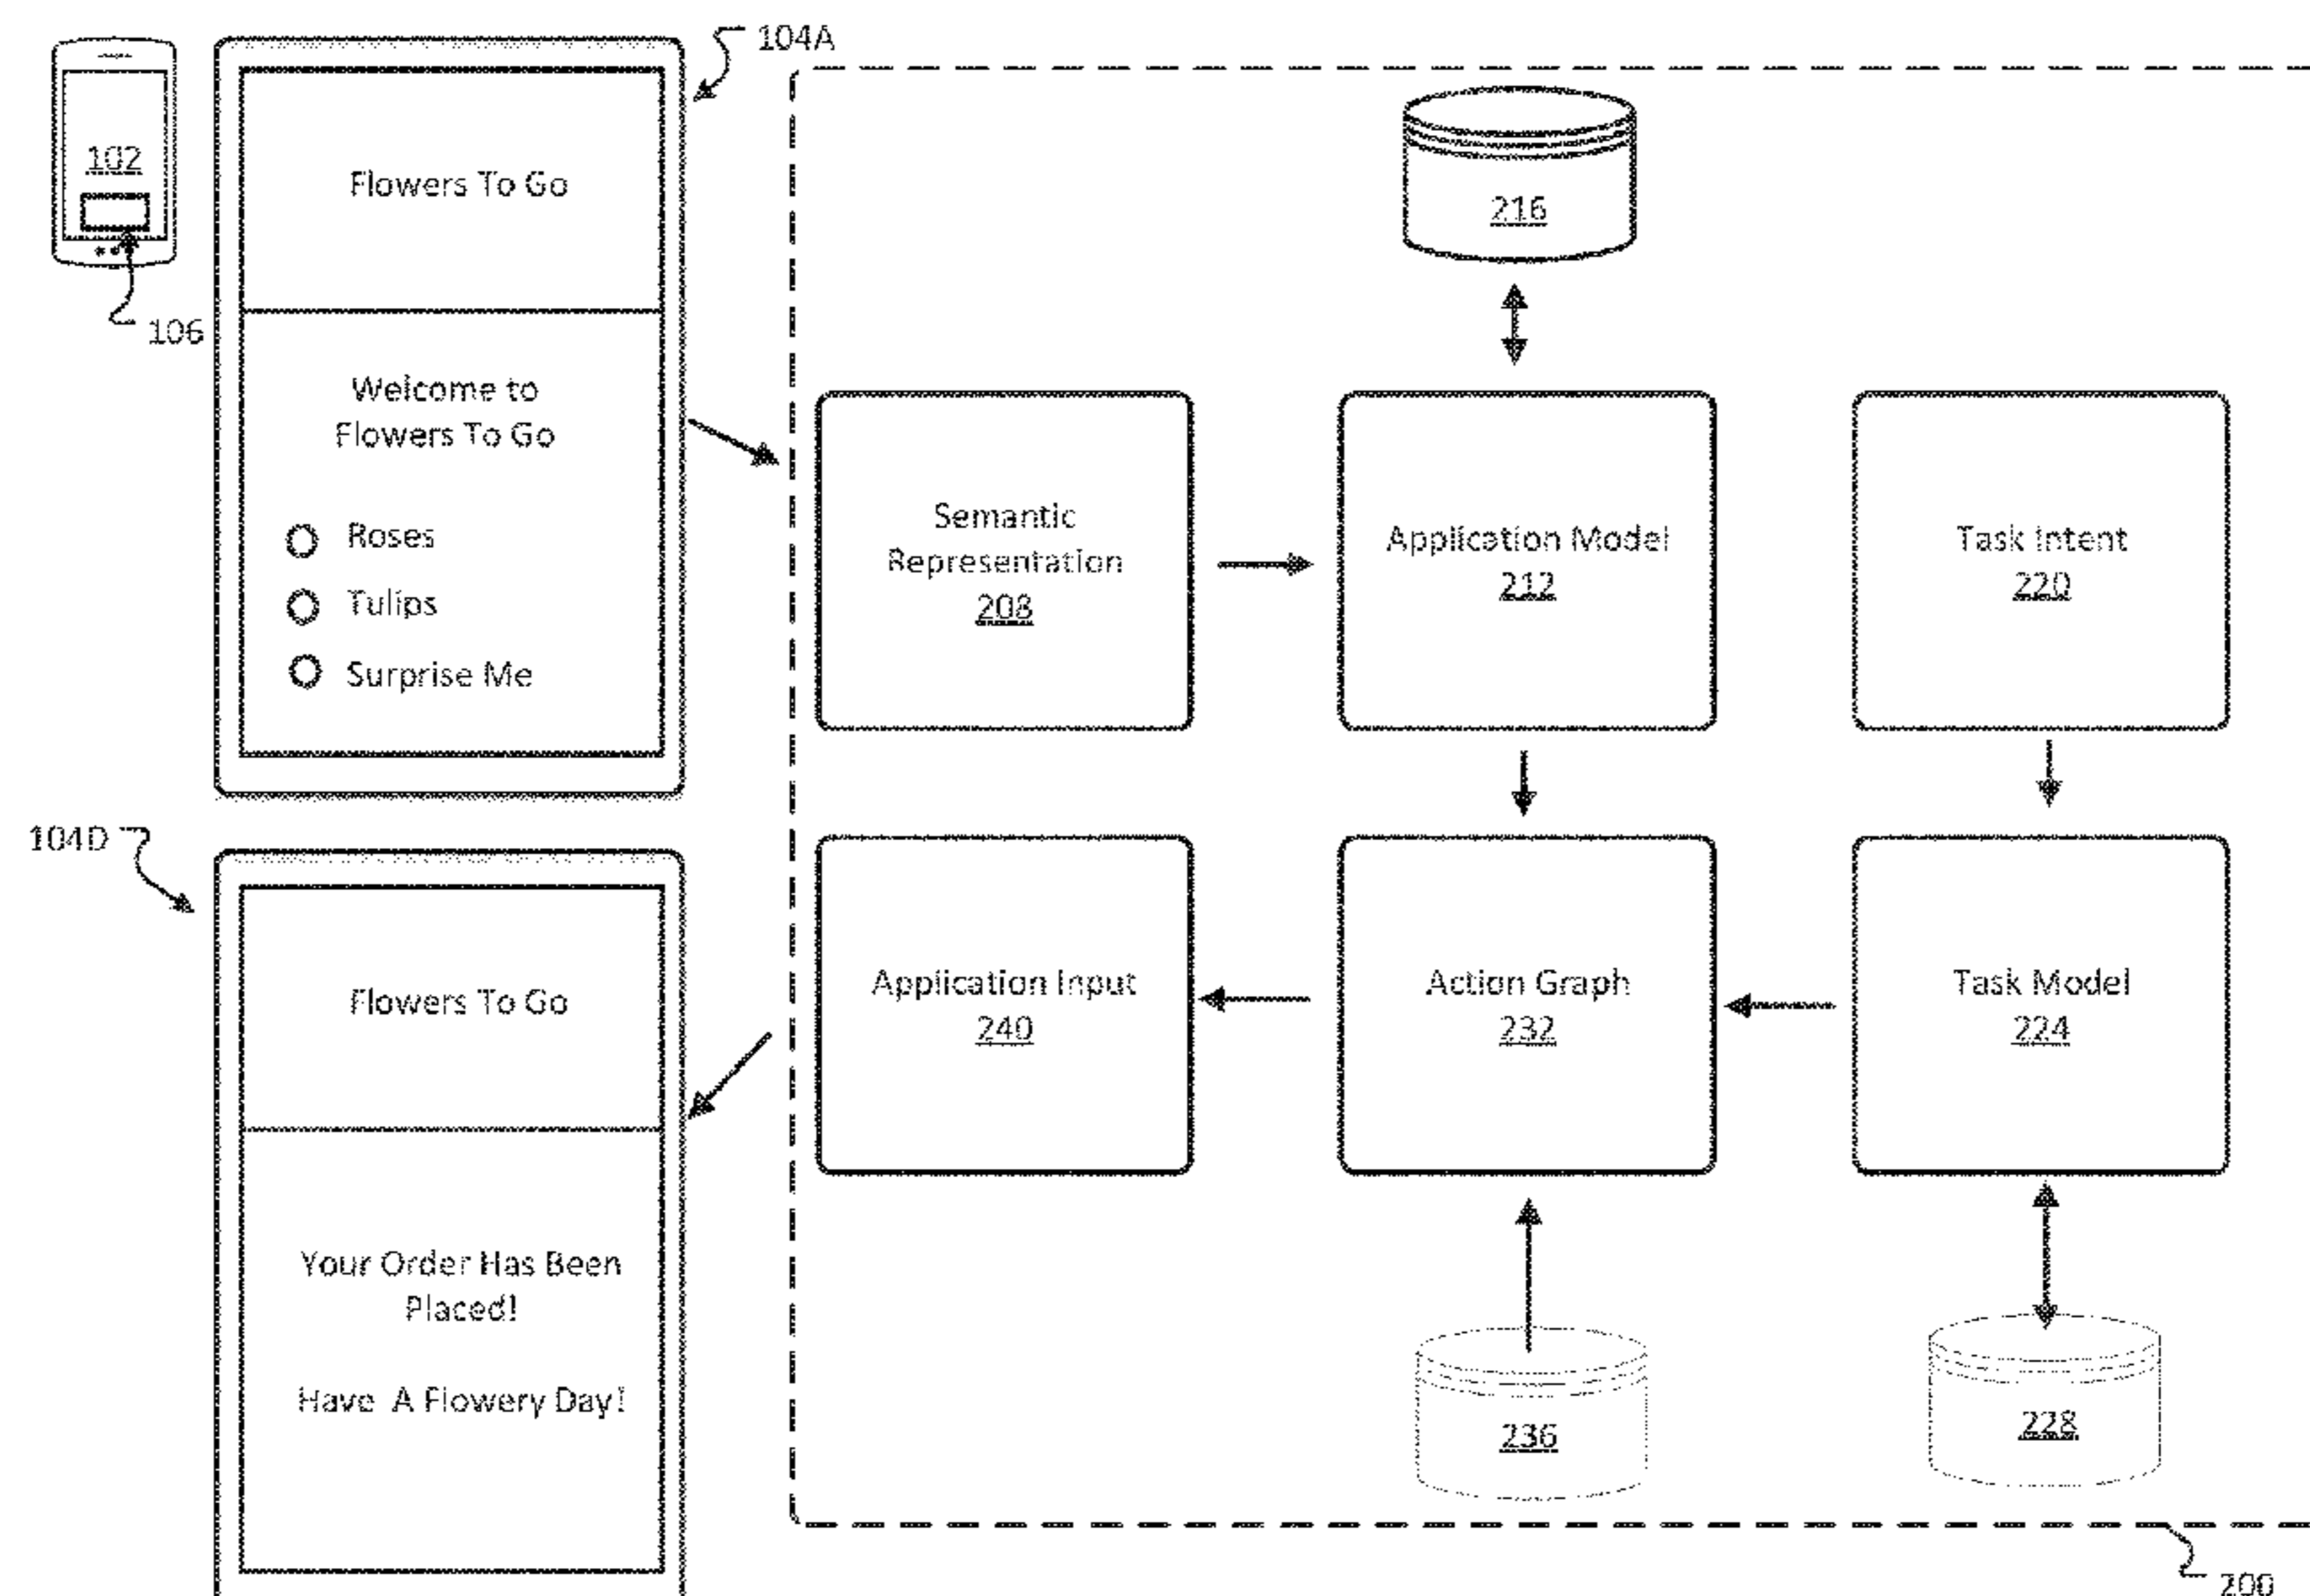 104A
102
106
Flowers To Go
Welcome to
Flowers To Go
Roses
Tulips
Surprise Me
216
Semantic
Representation
208
Application Model
212
Task Intent
220
104D
Flowers To Go
Your Order Has Been
Placed!
Have A Flowery Day!
Application Input
240
Action Graph
232
Task Model
224
236
228
200